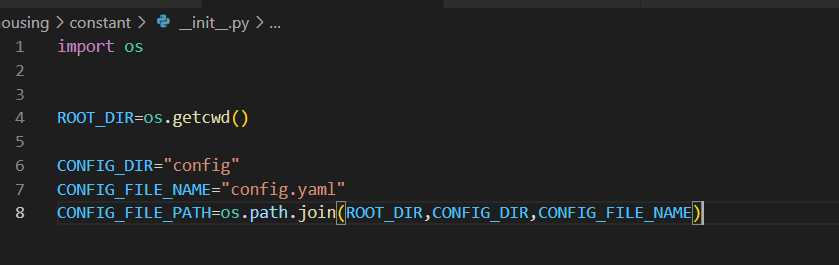 ousing > constant > __init__.py > ...
1 import os
2
3
4 ROOT_DIR=os.getcwd()
5
6 CONFIG_DIR="config"
7 CONFIG_FILE_NAME="config.yaml"
8 CONFIG_FILE_PATH=os.path.join(ROOT_DIR,CONFIG_DIR,CONFIG_FILE_NAME)